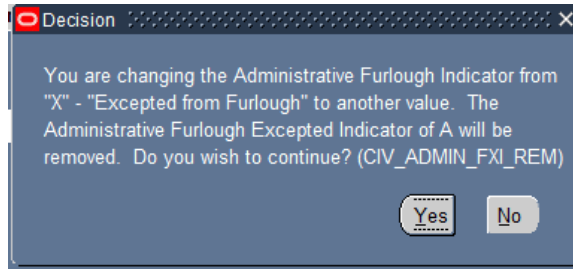 Decision
You are changing the Administrative Furlough Indicator from
"X" - "Excepted from Furlough" to another value.  The
Administrative Furlough Excepted Indicator of A will be
removed.  Do you wish to continue? (CIV_ADMIN_FXI_REM)
Yes No